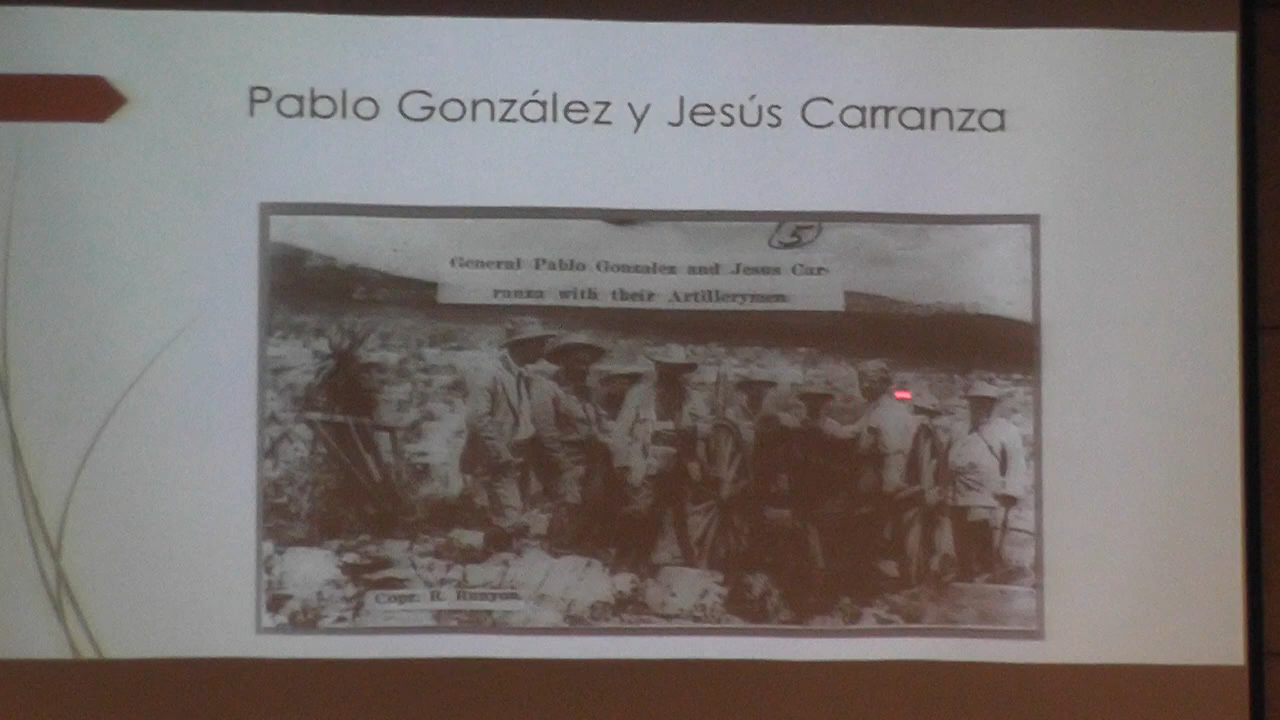 Pablo González y Jesús Carranza
5
General Pablo Gonzalez and Jesus Car-
ranza with their Artillerymen
Copr. R. Runyon